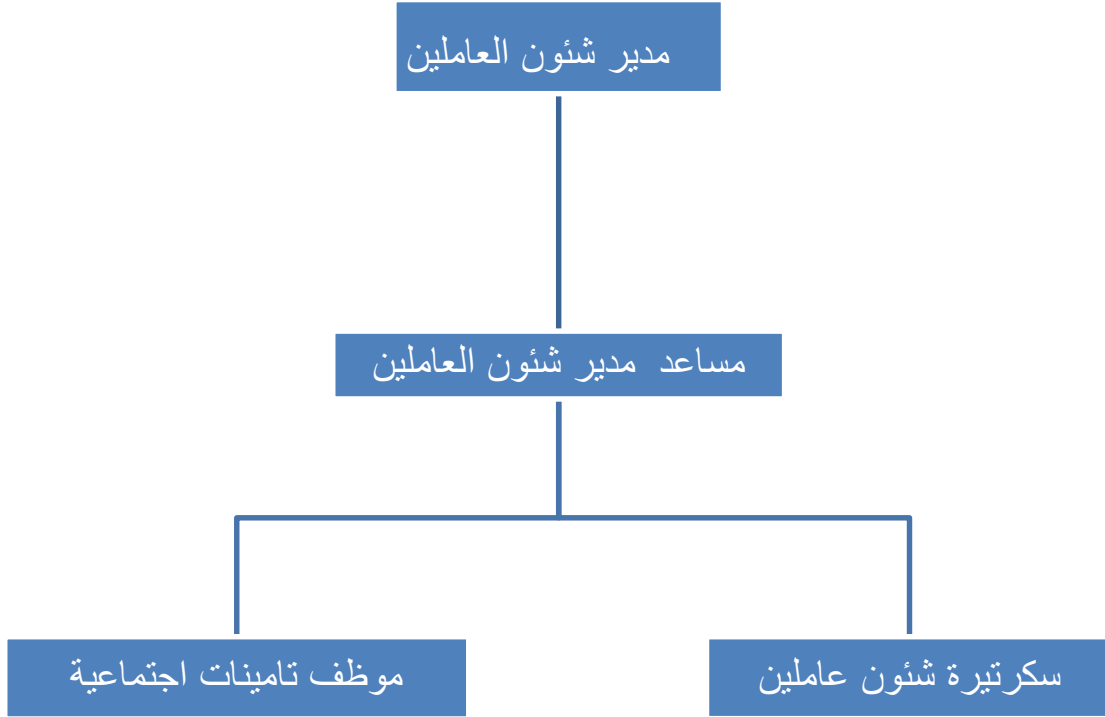 مدير شئون العاملين
مساعد مدير شئون العاملين
سكرتيرة شئون عاملين
موظف تامينات اجتماعية